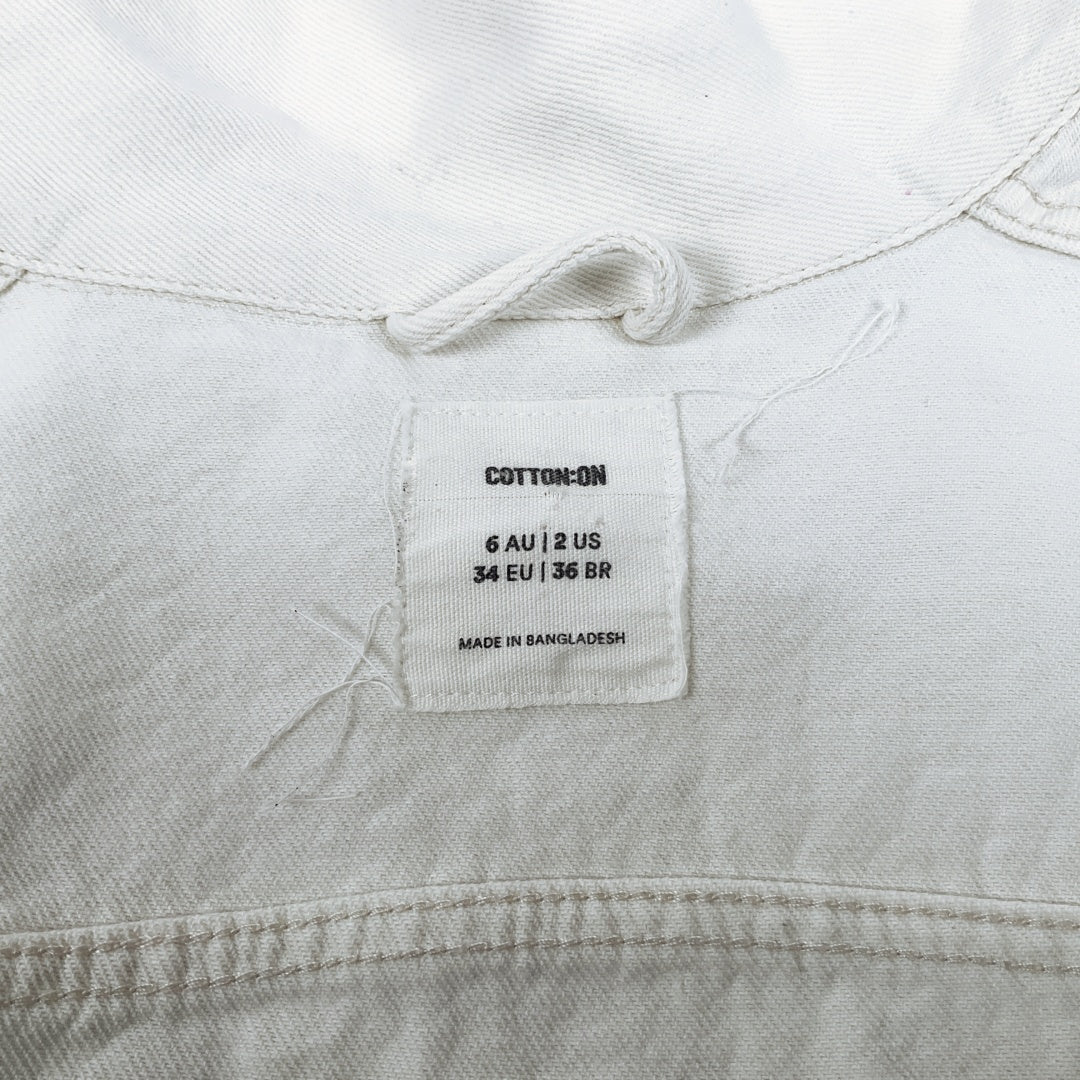 COTTON:ON
6 AU | 2 US
34 EU | 36 BR
MADE IN BANGLADESH